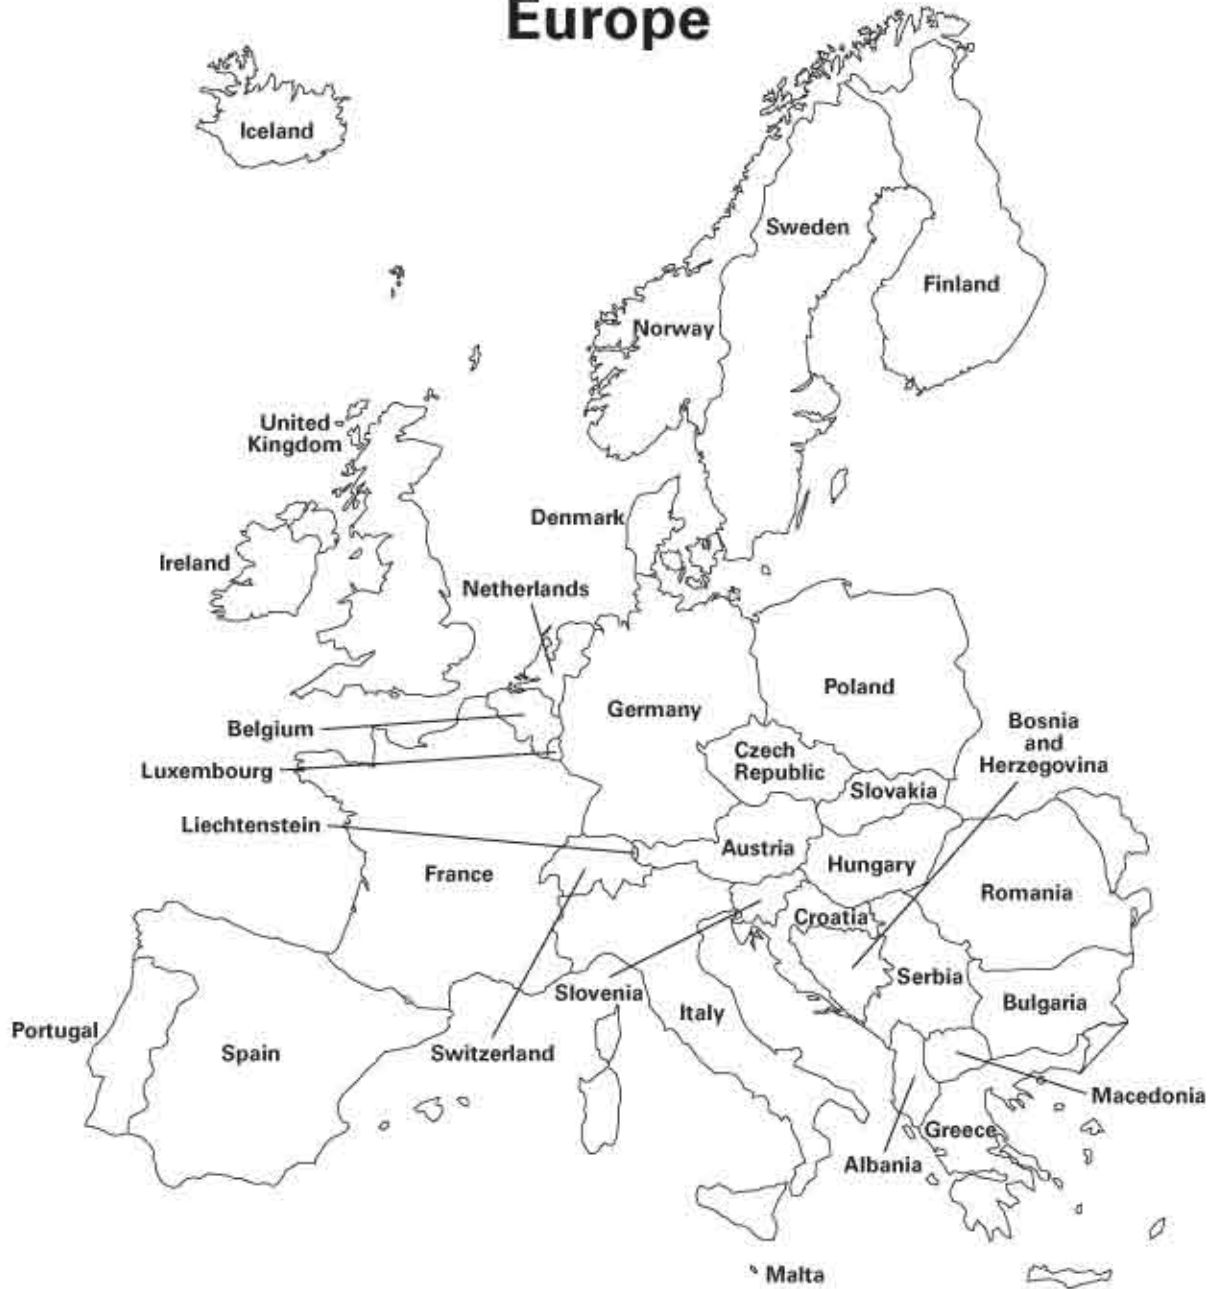 Europe
Iceland
Sweden
Finland
Norway
United
Kingdom
Denmark
Ireland
Netherlands
Poland
Germany
Bosnia
and
Herzegovina
Belgium
Czech
Republic
Luxembourg
Slovakia
Liechtenstein
Austria
Hungary
France
Romania
Croatia
Serbia
Slovenia
Bulgaria
Italy
Portugal
Spain
Switzerland
Macedonia
Greece
Albania
Malta